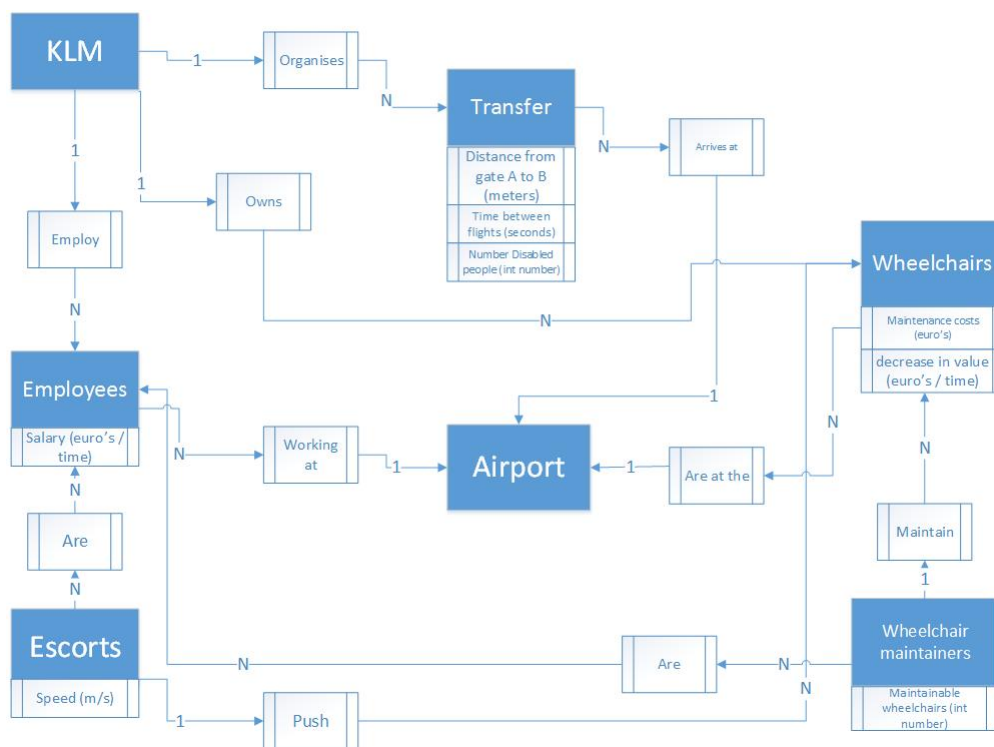 KLM
1
Organises
N
Transfer
Distance from
gate A to B
(meters)
Time between
flights (seconds)
Number Disabled
people (int number)
N
Arrives at
1
1
1
Owns
N
Employ
N
Wheelchairs
Maintenance costs
(euro's)
decrease in value
(euro's / time)
Employees
Salary (euro's /
time)
N
Working
at
1
Airport
1
Are at the
N
N
Maintain
1
N
Are
N
Escorts
Speed (m/s)
1
Push
N
N
Are
N
Wheelchair
maintainers
Maintainable
wheelchairs (int
number)